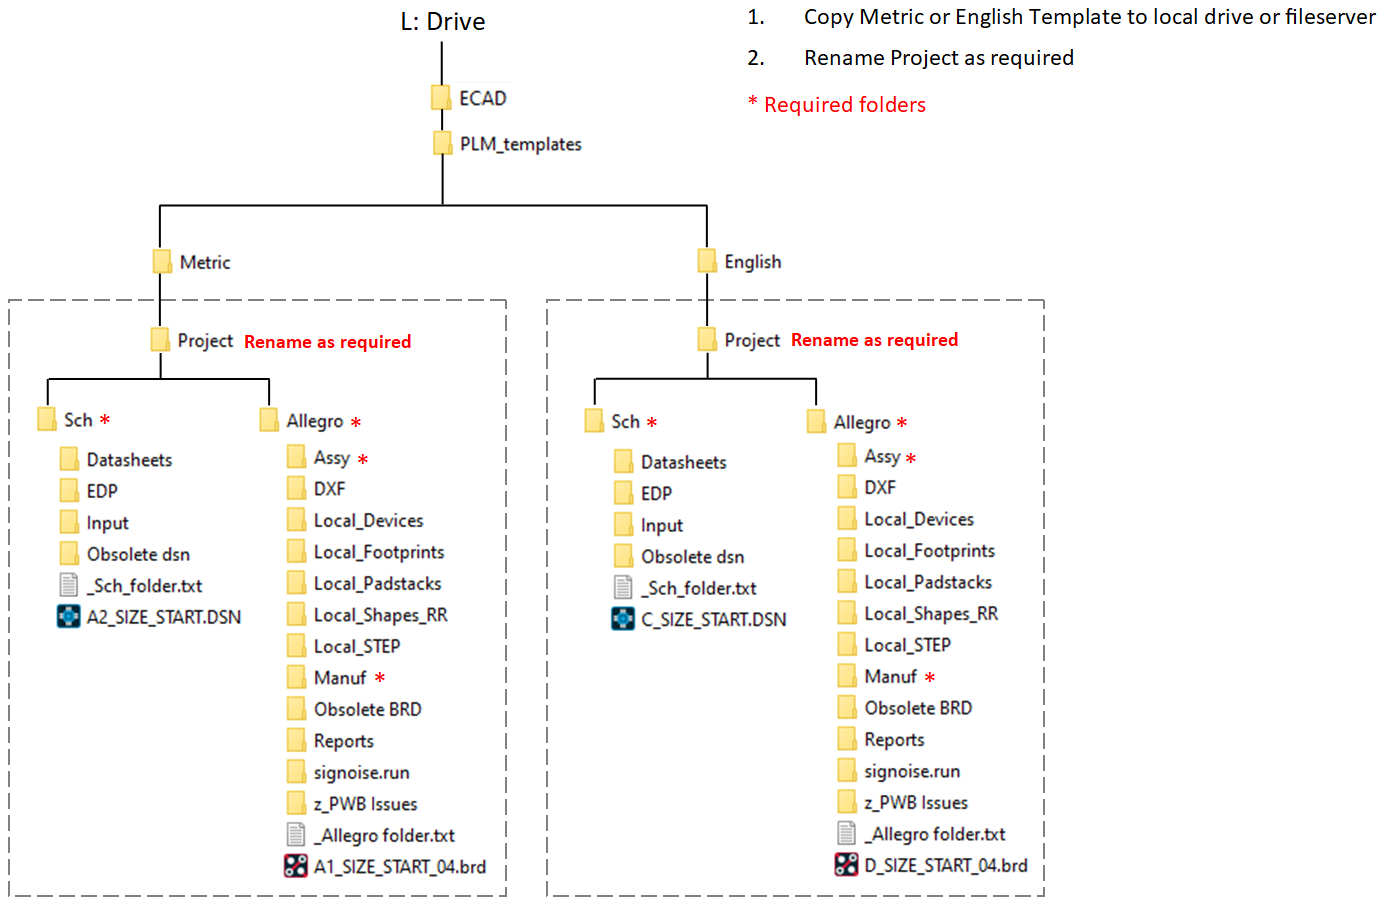 L: Drive
1. Copy Metric or English Template to local drive or fileserver
2. Rename Project as required
* Required folders
ECAD
PLM_templates
Metric
English
Project Rename as required
Sch *
Allegro *
Datasheets
EDP
Input
Obsolete dsn
_Sch_folder.txt
A2_SIZE_START.DSN
Assy *
DXF
Local_Devices
Local_Footprints
Local_Padstacks
Local_Shapes_RR
Local_STEP
Manuf *
Obsolete BRD
Reports
signoise.run
z_PWB Issues
_Allegro folder.txt
A1_SIZE_START_04.brd
Project Rename as required
Sch *
Allegro *
Datasheets
EDP
Input
Obsolete dsn
_Sch_folder.txt
C_SIZE_START.DSN
Assy *
DXF
Local_Devices
Local_Footprints
Local_Padstacks
Local_Shapes_RR
Local_STEP
Manuf *
Obsolete BRD
Reports
signoise.run
z_PWB Issues
_Allegro folder.txt
D_SIZE_START_04.brd